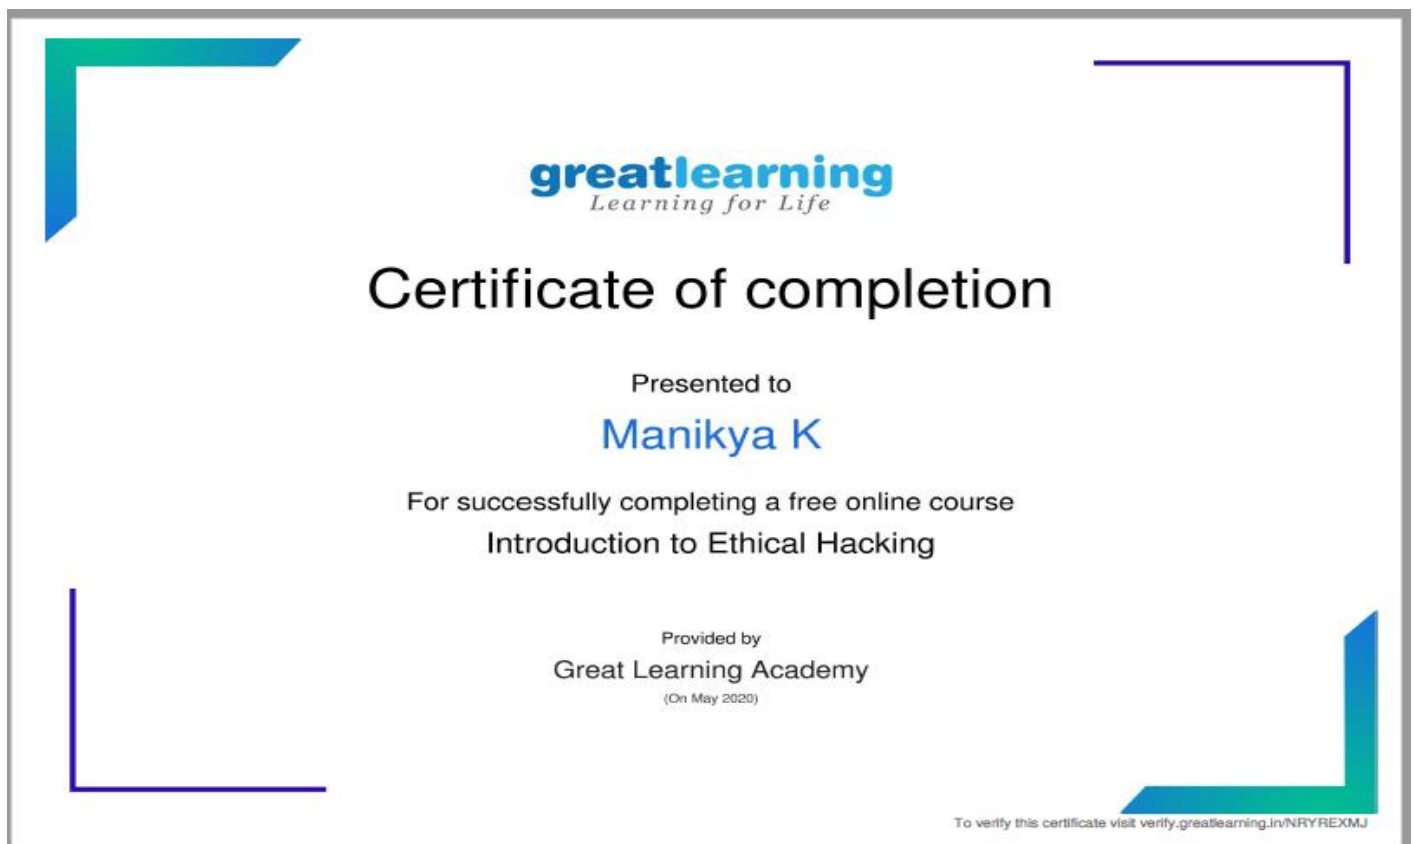 greatlearning
Learning for Life
Certificate of completion
Presented to
Manikya K
For successfully completing a free online course
Introduction to Ethical Hacking
Provided by
Great Learning Academy
(On May 2020)
To verify this certificate visit verify.greatlearning.in/NRYREXMJ